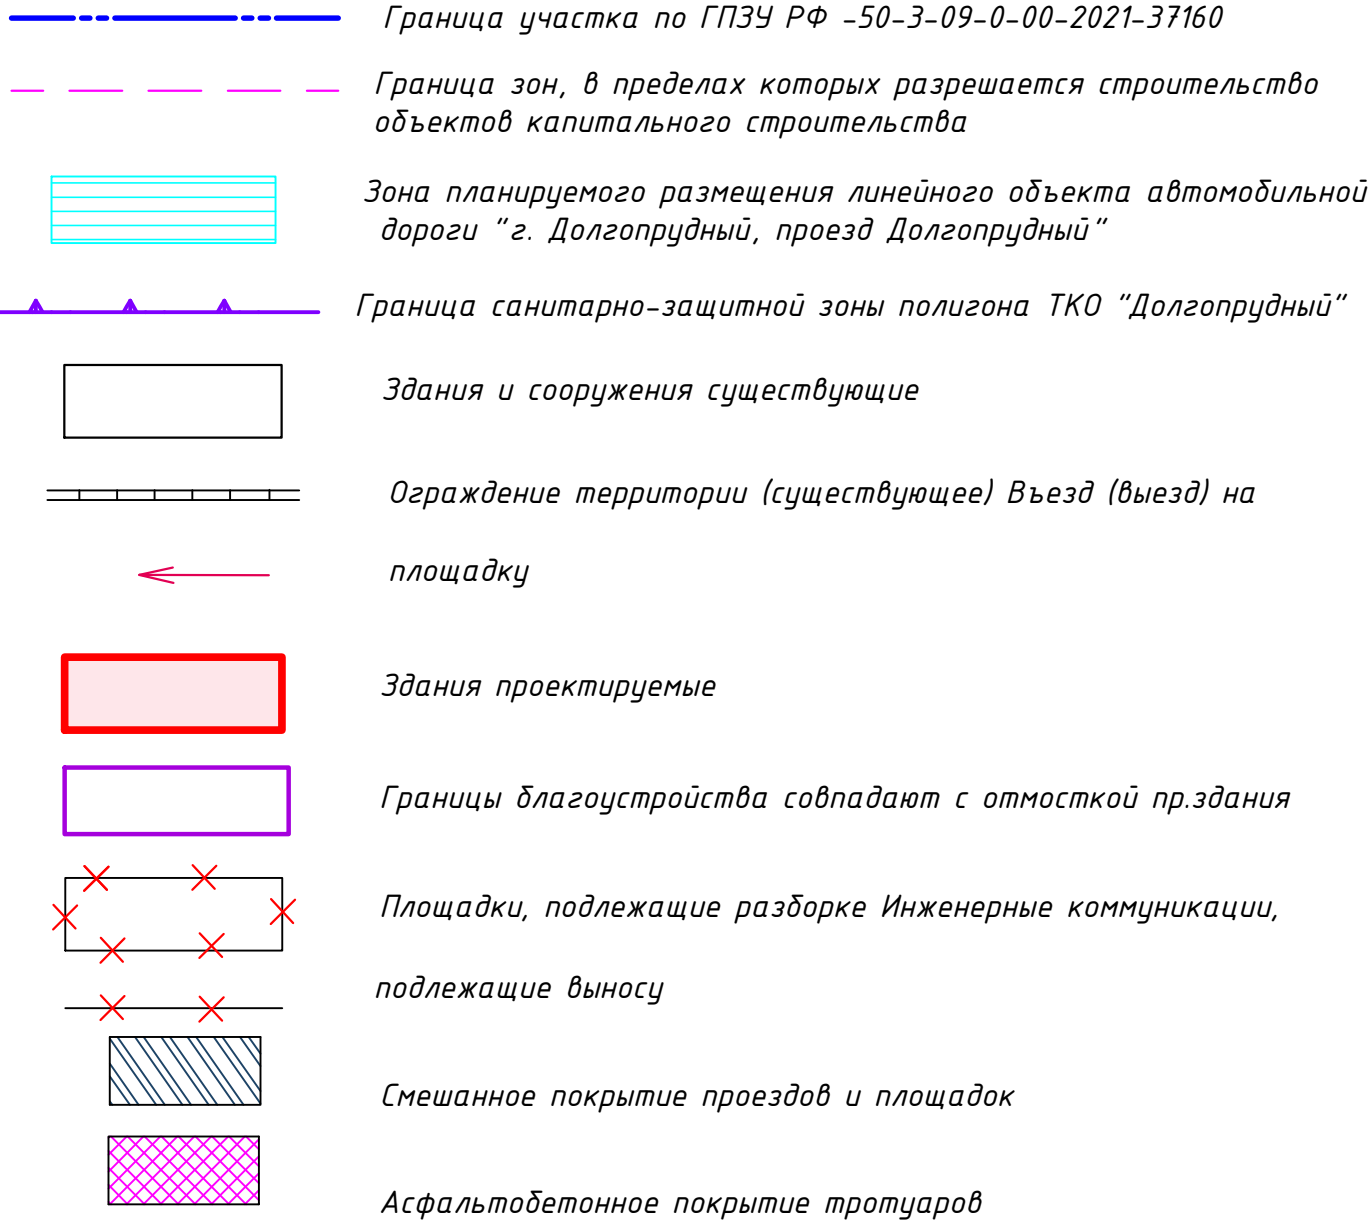 Граница участка по ГПЗУ РФ -50-3-09-0-00-2021-37160
Граница зон, в пределах которых разрешается строительство
объектов капитального строительства
Зона планируемого размещения линейного объекта автомобильной
дороги "г. Долгопрудный, проезд Долгопрудный"
Граница санитарно-защитной зоны полигона ТКО "Долгопрудный"
Здания и сооружения существующие
Ограждение территории (существующее) Въезд (выезд) на
площадку
Здания проектируемые
Границы благоустройства совпадают с отмосткой пр.здания
Площадки, подлежащие разборке Инженерные коммуникации,
подлежащие выносу
Смешанное покрытие проездов и площадок
Асфальтобетонное покрытие тротуаров